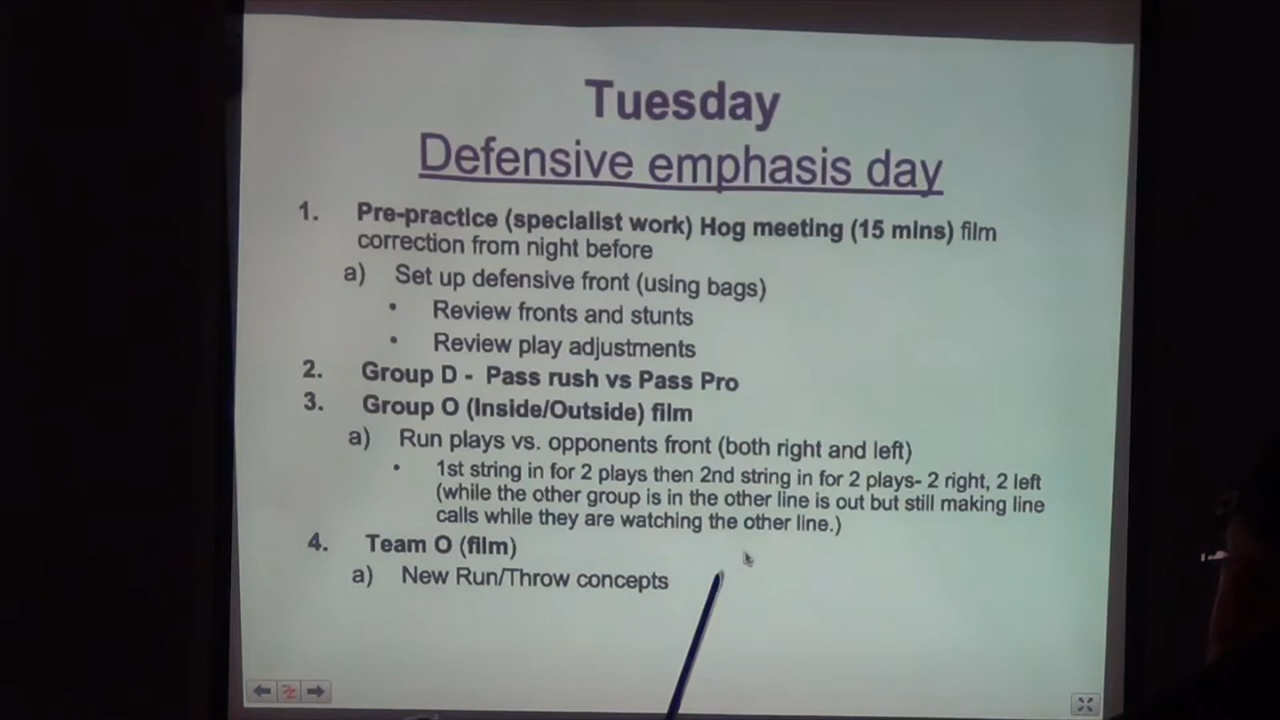 Tuesday
Defensive emphasis day
1. Pre-practice (specialist work) Hog meeting (15 mins) film
correction from night before
a) Set up defensive front (using bags)
• Review fronts and stunts
• Review play adjustments
2. Group D - Pass rush vs Pass Pro
3. Group O (Inside/Outside) film
a) Run plays vs. opponents front (both right and left)
• 1st string in for 2 plays then 2nd string in for 2 plays- 2 right, 2 left
(while the other group is in the other line is out but still making line
calls while they are watching the other line.)
4. Team O (film)
a) New Run/Throw concepts